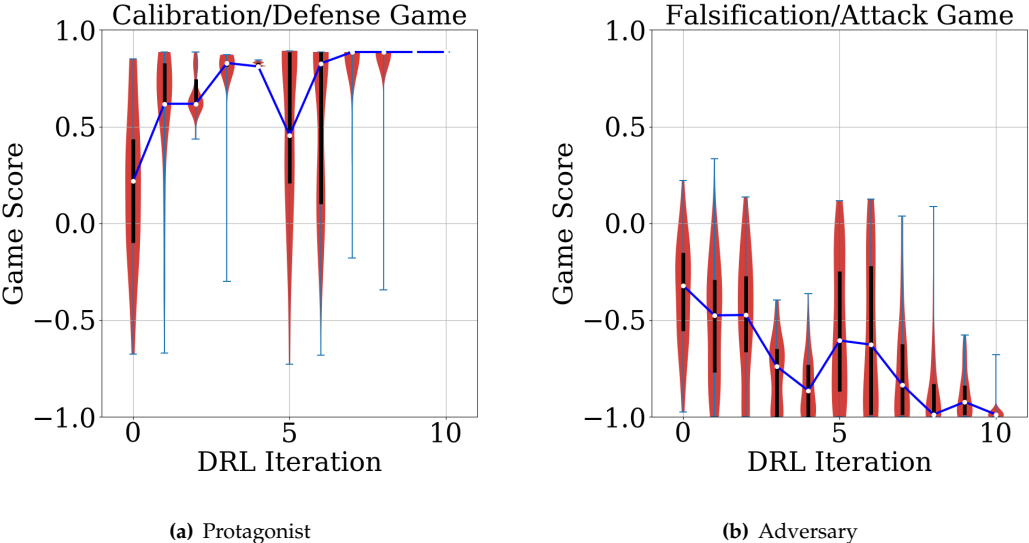 Calibration/Defense Game
1.0
0.5
0.0
−0.5
−1.0
Game Score
0
5
10
DRL Iteration
(a) Protagonist
Falsification/Attack Game
1.0
0.5
0.0
−0.5
−1.0
Game Score
0
5
10
DRL Iteration
(b) Adversary